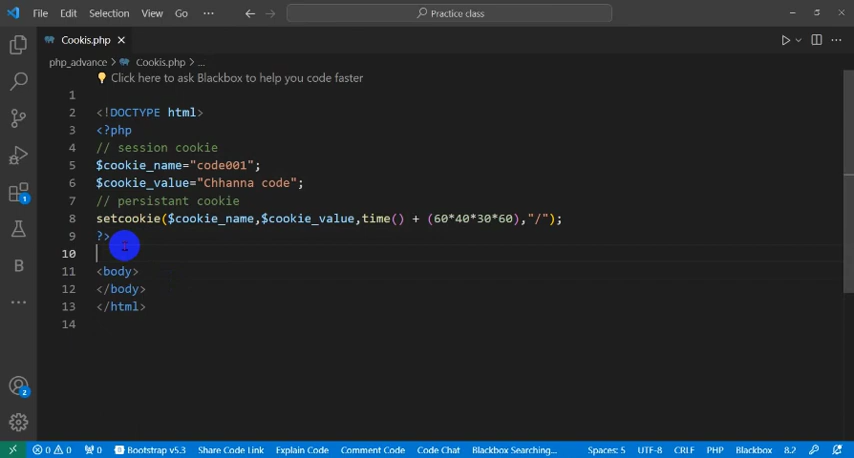 File Edit Selection View Go ··· Practice class
Cookis.php
php_advance > Cookis.php > ...
Click here to ask Blackbox to help you code faster
1
2 <!DOCTYPE html>
3 <?php
4 // session cookie
5 $cookie_name="code001";
6 $cookie_value="Chhanna code";
7 // persistant cookie
8 setcookie($cookie_name,$cookie_value,time() + (60*40*30*60),"/");
9 ?>
10
11 <body>
12 </body>
13 </html>
14
1
B
2
0 0 0 Bootstrap v5.3 Share Code Link Explain Code Comment Code Code Chat Blackbox Searching... Spaces: 5 UTF-8 CRLF PHP Blackbox 8.2